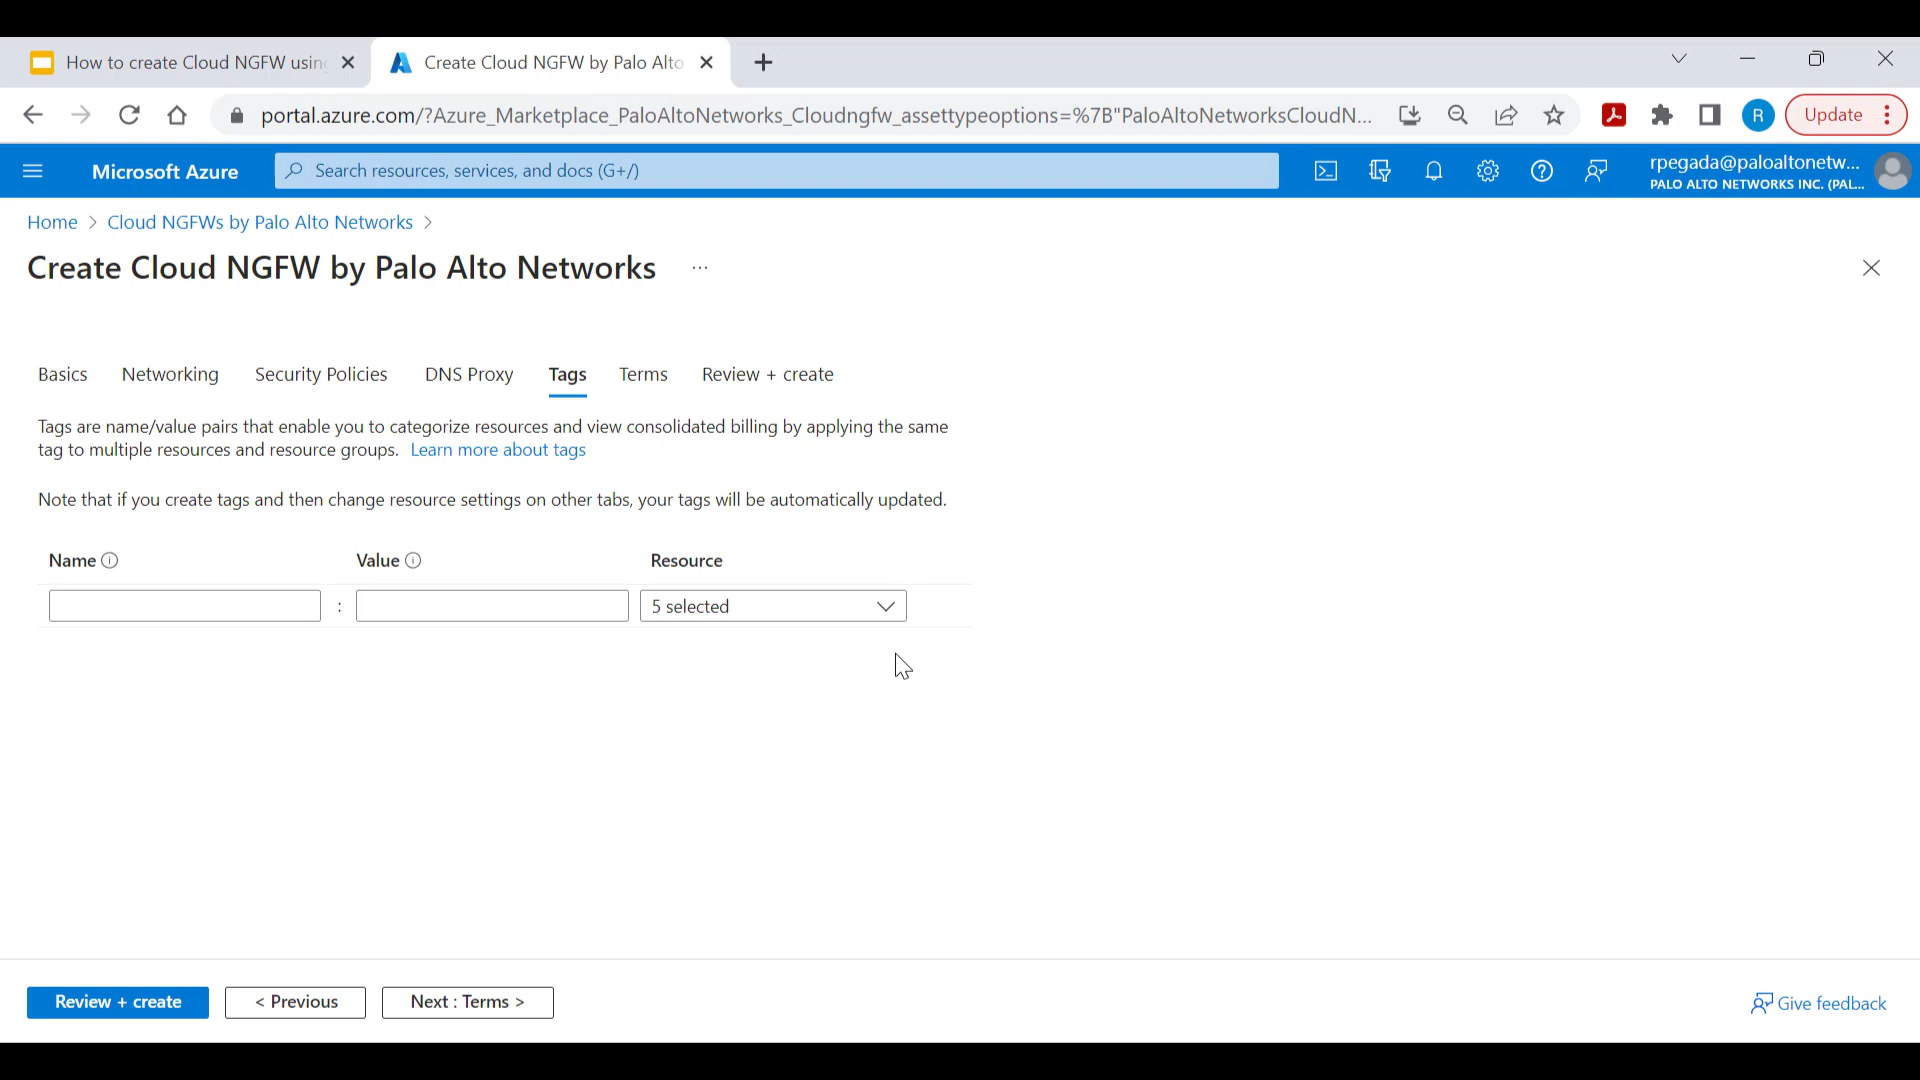 How to create Cloud NGFW usin
Create Cloud NGFW by Palo Alto
portal.azure.com/?Azure_Marketplace_PaloAltoNetworks_Cloudngfw_assettypeoptions=%7B"PaloAltoNetworksCloudN...
R
Update
Microsoft Azure
Search resources, services, and docs (G+/)
rpegada@paloaltonetw...
PALO ALTO NETWORKS INC. (PAL...
Home > Cloud NGFWs by Palo Alto Networks >
Create Cloud NGFW by Palo Alto Networks ...
Basics Networking Security Policies DNS Proxy Tags Terms Review + create
Tags are name/value pairs that enable you to categorize resources and view consolidated billing by applying the same
tag to multiple resources and resource groups. Learn more about tags
Note that if you create tags and then change resource settings on other tabs, your tags will be automatically updated.
Name Value Resource
: 5 selected
Review + create < Previous Next : Terms > Give feedback